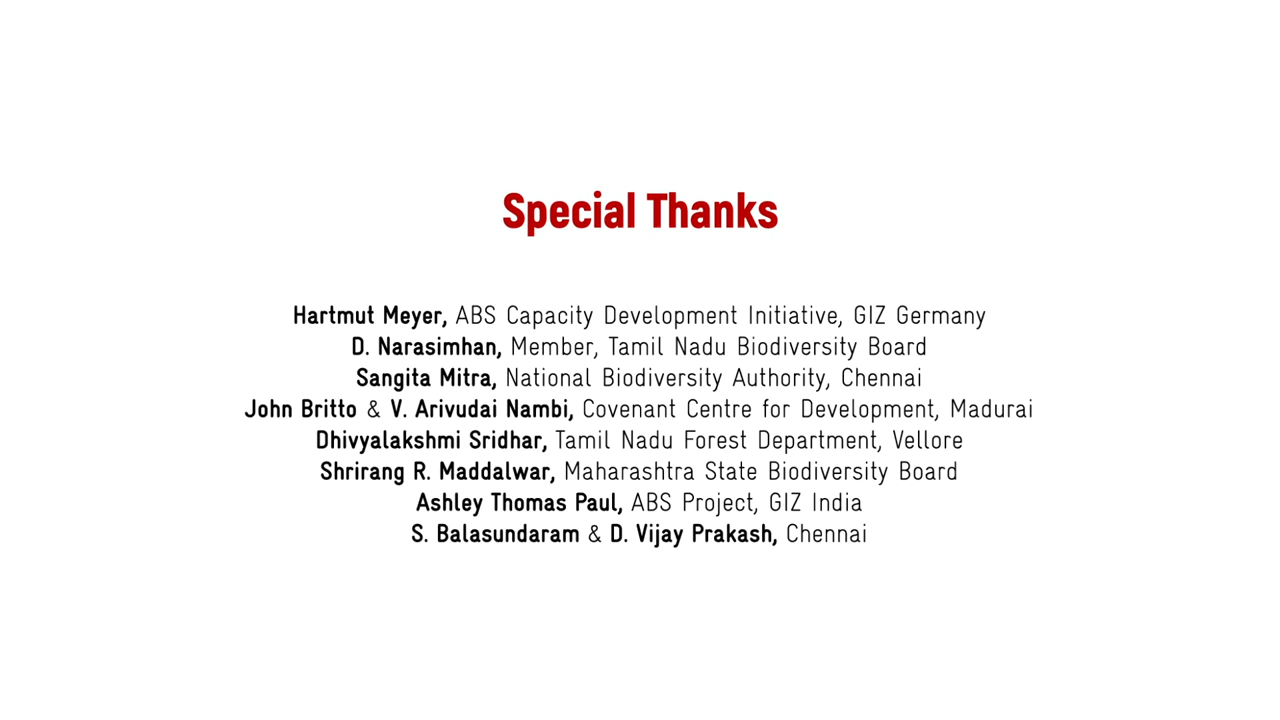 Special Thanks
Hartmut Meyer, ABS Capacity Development Initiative, GIZ Germany
D. Narasimhan, Member, Tamil Nadu Biodiversity Board
Sangita Mitra, National Biodiversity Authority, Chennai
John Britto & V. Arivudai Nambi, Covenant Centre for Development, Madurai
Dhivyalakshmi Sridhar, Tamil Nadu Forest Department, Vellore
Shrirang R. Maddalwar, Maharashtra State Biodiversity Board
Ashley Thomas Paul, ABS Project, GIZ India
S. Balasundaram & D. Vijay Prakash, Chennai